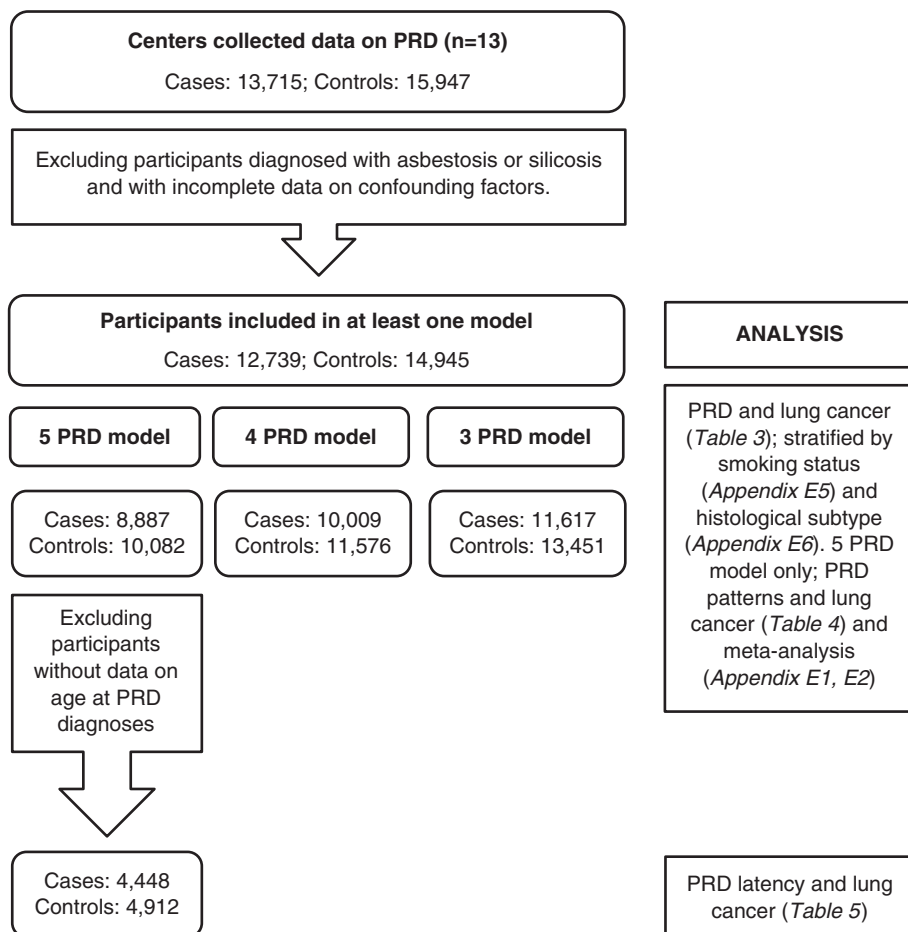 Centers collected data on PRD (n=13)
Cases: 13,715; Controls: 15,947
Excluding participants diagnosed with asbestosis or silicosis
and with incomplete data on confounding factors.
Participants included in at least one model
Cases: 12,739; Controls: 14,945
ANALYSIS
5 PRD model
4 PRD model
3 PRD model
Cases: 8,887
Controls: 10,082
Cases: 10,009
Controls: 11,576
Cases: 11,617
Controls: 13,451
PRD and lung cancer
(Table 3); stratified by
smoking status
(Appendix E5) and
histological subtype
(Appendix E6). 5 PRD
model only; PRD
patterns and lung
cancer (Table 4) and
meta-analysis
(Appendix E1, E2)
Excluding
participants
without data on
age at PRD
diagnoses
Cases: 4,448
Controls: 4,912
PRD latency and lung
cancer (Table 5)